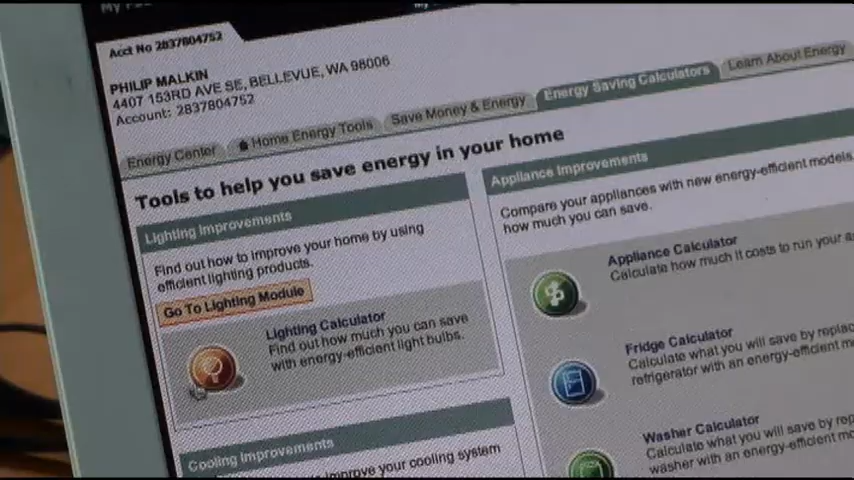 Acct No 2837804752
PHILIP MALKIN
4407 153RD AVE SE, BELLEVUE, WA 98006
Account: 2837804752
Energy Center
Home Energy Tools
Save Money & Energy
Energy Saving Calculators
Learn About Energy
Tools to help you save energy in your home
Lighting Improvements
Find out how to improve your home by using
efficient lighting products.
Go To Lighting Module
Lighting Calculator
Find out how much you can save
with energy-efficient light bulbs.
Cooling Improvements
improve your cooling system
Appliance Improvements
Compare your appliances with new energy-efficient models,
how much you can save.
Appliance Calculator
Calculate how much it costs to run your
Fridge Calculator
Calculate what you will save by
refrigerator with an energy-efficient
Washer Calculator
Calculate what you will save by
washer with an energy-efficient